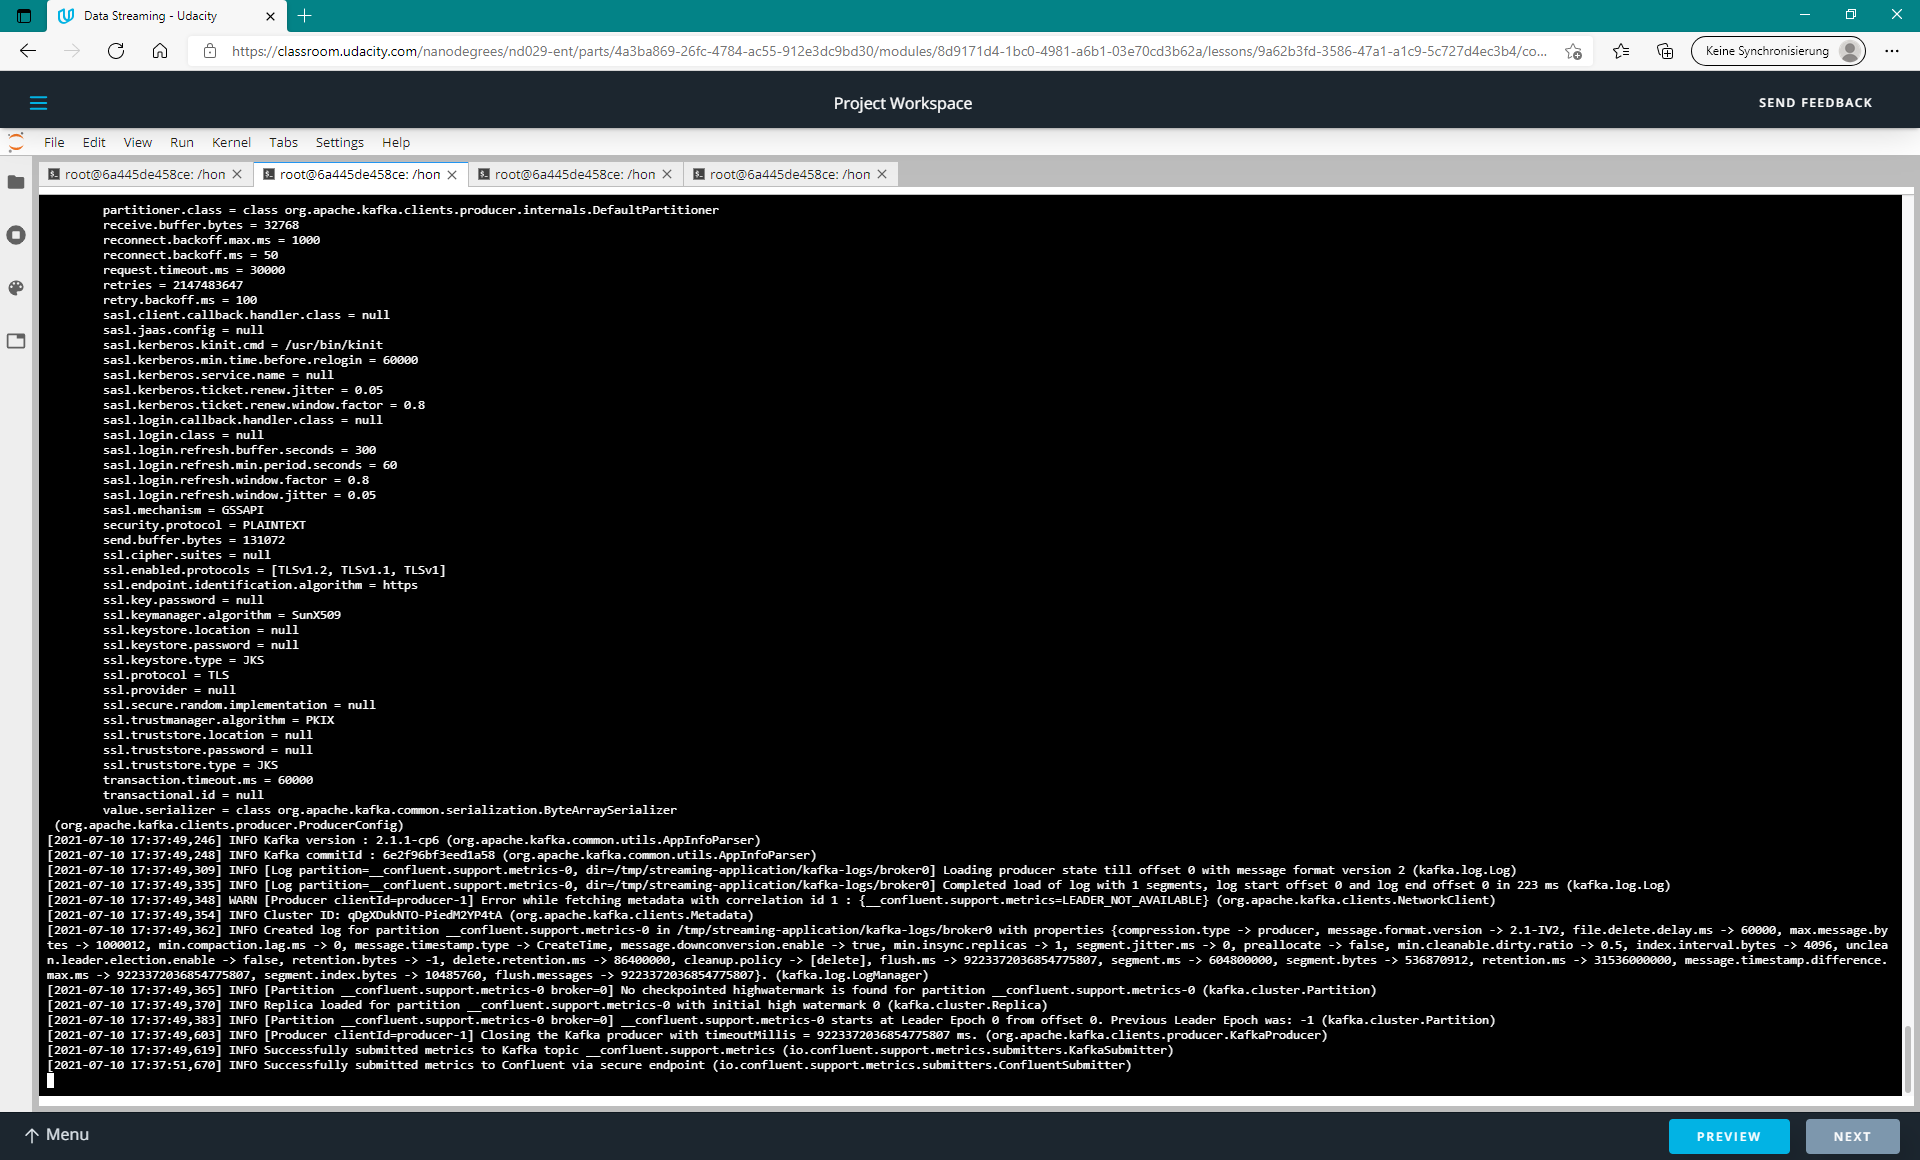 Data Streaming - Udacity
https://classroom.udacity.com/nanodegrees/nd029-ent/parts/4a3ba869-26fc-4784-ac55-912e3dc9bd30/modules/8d9171d4-1bc0-4981-a6b1-03e70cd3b62a/lessons/9a62b3fd-3586-47a1-a1c9-5c727d4ec3b4/co...
Keine Synchronisierung
Project Workspace
SEND FEEDBACK
File Edit View Run Kernel Tabs Settings Help
root@6a445de458ce: /hon root@6a445de458ce: /hon root@6a445de458ce: /hon root@6a445de458ce: /hon
partitioner.class = class org.apache.kafka.clients.producer.internals.DefaultPartitioner
receive.buffer.bytes = 32768
reconnect.backoff.max.ms = 1000
reconnect.backoff.ms = 50
request.timeout.ms = 30000
retries = 2147483647
retry.backoff.ms = 100
sasl.client.callback.handler.class = null
sasl.jaas.config = null
sasl.kerberos.kinit.cmd = /usr/bin/kinit
sasl.kerberos.min.time.before.relogin = 60000
sasl.kerberos.service.name = null
sasl.kerberos.ticket.renew.jitter = 0.05
sasl.kerberos.ticket.renew.window.factor = 0.8
sasl.login.callback.handler.class = null
sasl.login.class = null
sasl.login.refresh.buffer.seconds = 300
sasl.login.refresh.min.period.seconds = 60
sasl.login.refresh.window.factor = 0.8
sasl.login.refresh.window.jitter = 0.05
sasl.mechanism = GSSAPI
security.protocol = PLAINTEXT
send.buffer.bytes = 131072
ssl.cipher.suites = null
ssl.enabled.protocols = [TLSv1.2, TLSv1.1, TLSv1]
ssl.endpoint.identification.algorithm = https
ssl.key.password = null
ssl.keymanager.algorithm = SunX509
ssl.keystore.location = null
ssl.keystore.password = null
ssl.keystore.type = JKS
ssl.protocol = TLS
ssl.provider = null
ssl.secure.random.implementation = null
ssl.trustmanager.algorithm = PKIX
ssl.truststore.location = null
ssl.truststore.password = null
ssl.truststore.type = JKS
transaction.timeout.ms = 60000
transactional.id = null
value.serializer = class org.apache.kafka.common.serialization.ByteArraySerializer
(org.apache.kafka.clients.producer.ProducerConfig)
[2021-07-10 17:37:49,246] INFO Kafka version : 2.1.1-cp6 (org.apache.kafka.common.utils.AppInfoParser)
[2021-07-10 17:37:49,248] INFO Kafka commitId : 6e2f96bf3eed1a58 (org.apache.kafka.common.utils.AppInfoParser)
[2021-07-10 17:37:49,309] INFO [Log partition=__confluent.support.metrics-0, dir=/tmp/streaming-application/kafka-logs/broker0] Loading producer state till offset 0 with message format version 2 (kafka.log.Log)
[2021-07-10 17:37:49,335] INFO [Log partition=__confluent.support.metrics-0, dir=/tmp/streaming-application/kafka-logs/broker0] Completed load of log with 1 segments, log start offset 0 and log end offset 0 in 223 ms (kafka.log.Log)
[2021-07-10 17:37:49,348] WARN [Producer clientId=producer-1] Error while fetching metadata with correlation id 1 : {__confluent.support.metrics=LEADER_NOT_AVAILABLE} (org.apache.kafka.clients.NetworkClient)
[2021-07-10 17:37:49,354] INFO Cluster ID: qDgXDukNTO-PiedM2YP4tA (org.apache.kafka.clients.Metadata)
[2021-07-10 17:37:49,362] INFO Created log for partition __confluent.support.metrics-0 in /tmp/streaming-application/kafka-logs/broker0 with properties {compression.type -> producer, message.format.version -> 2.1-IV2, file.delete.delay.ms -> 60000, max.message.by
tes -> 1000012, min.compaction.lag.ms -> 0, message.timestamp.type -> CreateTime, message.downconversion.enable -> true, min.insync.replicas -> 1, segment.jitter.ms -> 0, preallocate -> false, min.cleanable.dirty.ratio -> 0.5, index.interval.bytes -> 4096, unclea
n.leader.election.enable -> false, retention.bytes -> -1, delete.retention.ms -> 86400000, cleanup.policy -> [delete], flush.ms -> 9223372036854775807, segment.ms -> 604800000, segment.bytes -> 536870912, retention.ms -> 31536000000, message.timestamp.difference.
max.ms -> 9223372036854775807, segment.index.bytes -> 10485760, flush.messages -> 9223372036854775807}. (kafka.log.LogManager)
[2021-07-10 17:37:49,365] INFO [Partition __confluent.support.metrics-0 broker=0] No checkpointed highwatermark is found for partition __confluent.support.metrics-0 (kafka.cluster.Partition)
[2021-07-10 17:37:49,370] INFO Replica loaded for partition __confluent.support.metrics-0 with initial high watermark 0 (kafka.cluster.Replica)
[2021-07-10 17:37:49,383] INFO [Partition __confluent.support.metrics-0 broker=0] __confluent.support.metrics-0 starts at Leader Epoch 0 from offset 0. Previous Leader Epoch was: -1 (kafka.cluster.Partition)
[2021-07-10 17:37:49,603] INFO [Producer clientId=producer-1] Closing the Kafka producer with timeoutMillis = 9223372036854775807 ms. (org.apache.kafka.clients.producer.KafkaProducer)
[2021-07-10 17:37:49,619] INFO Successfully submitted metrics to Kafka topic __confluent.support.metrics (io.confluent.support.metrics.submitters.KafkaSubmitter)
[2021-07-10 17:37:51,670] INFO Successfully submitted metrics to Confluent via secure endpoint (io.confluent.support.metrics.submitters.ConfluentSubmitter)
Menu
PREVIEW
NEXT